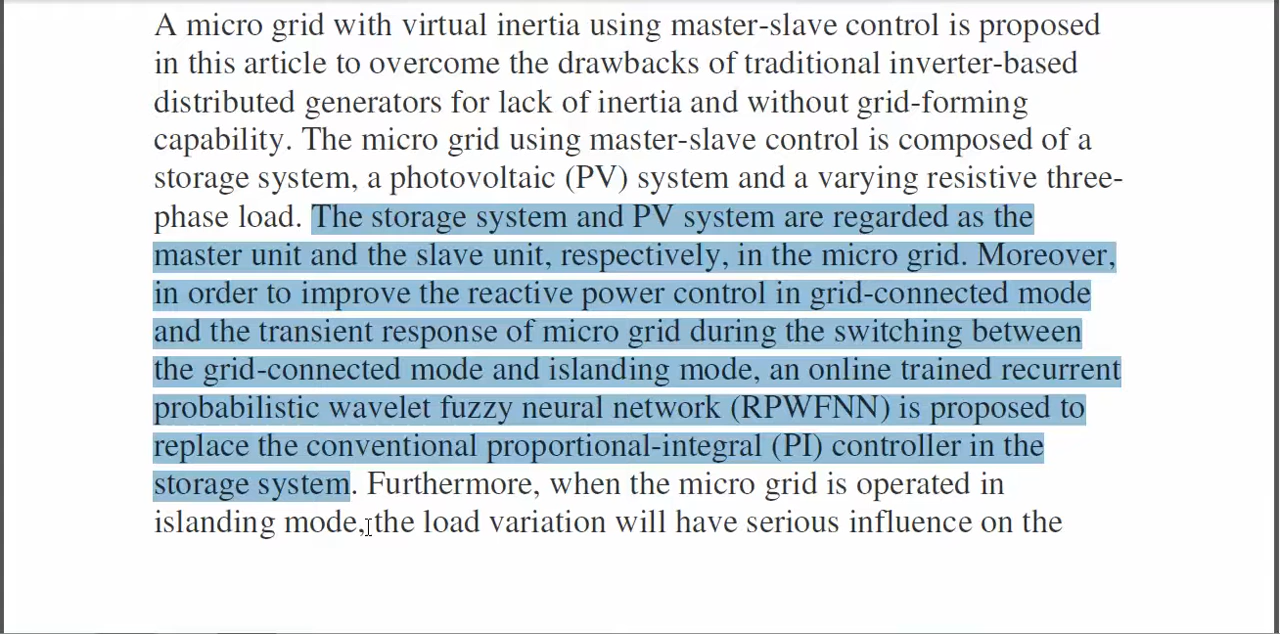 A micro grid with virtual inertia using master-slave control is proposed
in this article to overcome the drawbacks of traditional inverter-based
distributed generators for lack of inertia and without grid-forming
capability. The micro grid using master-slave control is composed of a
storage system, a photovoltaic (PV) system and a varying resistive three-
phase load. The storage system and PV system are regarded as the
master unit and the slave unit, respectively, in the micro grid. Moreover,
in order to improve the reactive power control in grid-connected mode
and the transient response of micro grid during the switching between
the grid-connected mode and islanding mode, an online trained recurrent
probabilistic wavelet fuzzy neural network (RPWFNN) is proposed to
replace the conventional proportional-integral (PI) controller in the
storage system. Furthermore, when the micro grid is operated in
islanding mode, the load variation will have serious influence on the